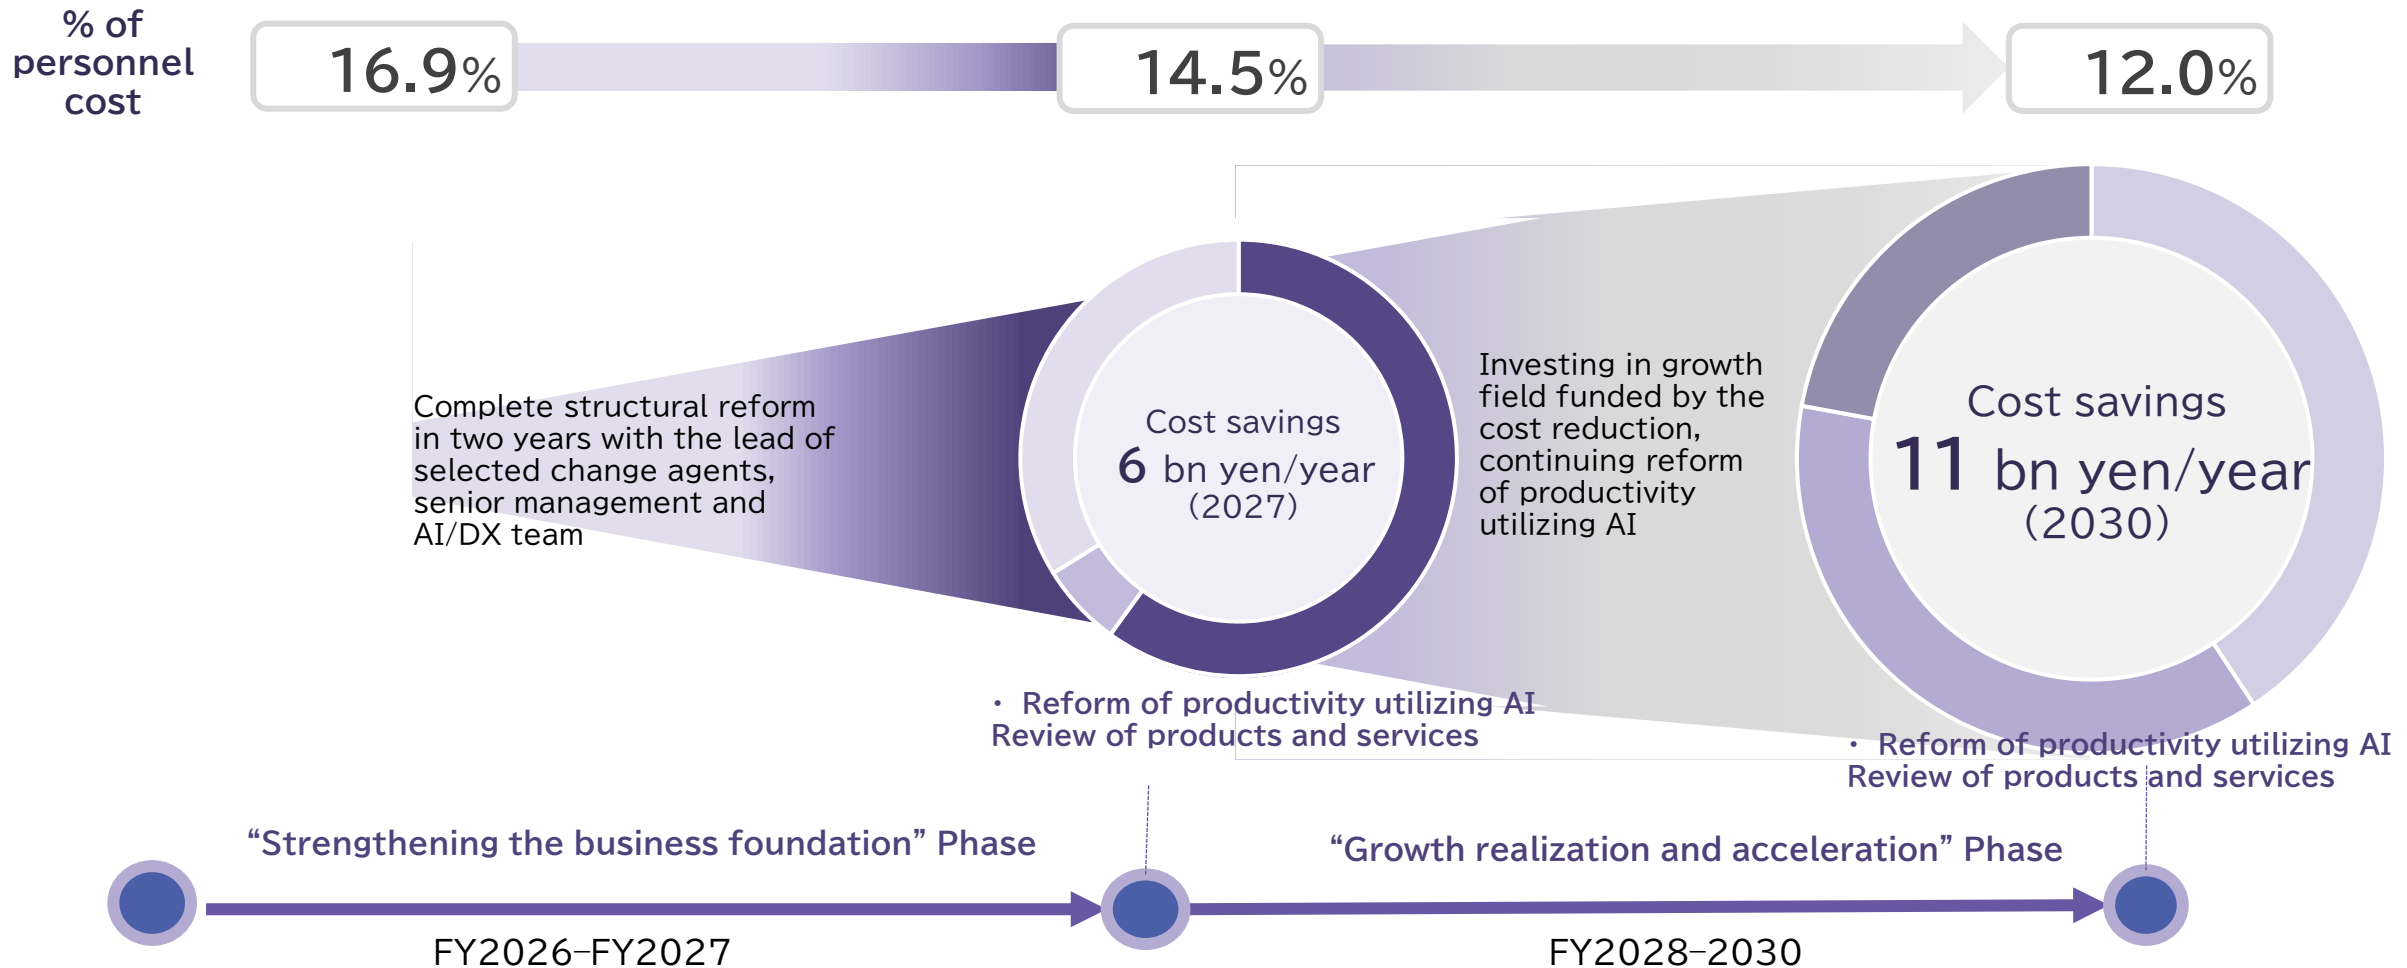 % of
personnel
cost
16.9%
14.5%
12.0%
Complete structural reform
in two years with the lead of
selected change agents,
senior management and
AI/DX team
Cost savings
6 bn yen/year
(2027)
Investing in growth
field funded by the
cost reduction,
continuing reform
of productivity
utilizing AI
Cost savings
11 bn yen/year
(2030)
・ Reform of productivity utilizing AI
Review of products and services
・ Reform of productivity utilizing AI
Review of products and services
“Strengthening the business foundation” Phase
“Growth realization and acceleration” Phase
FY2026–FY2027
FY2028–2030